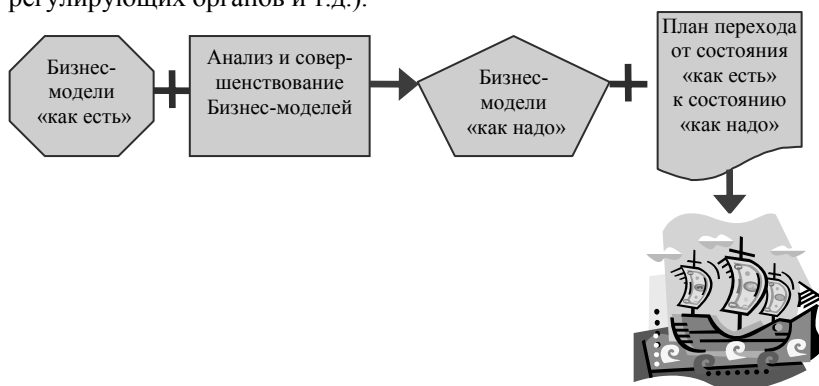 регулирующих органов и т.д.).
Бизнес-
модели
«как есть»
+
Анализ и совер-
шенствование
Бизнес-моделей
Бизнес-
модели
«как надо»
+
План перехода
от состояния
«как есть»
к состоянию
«как надо»